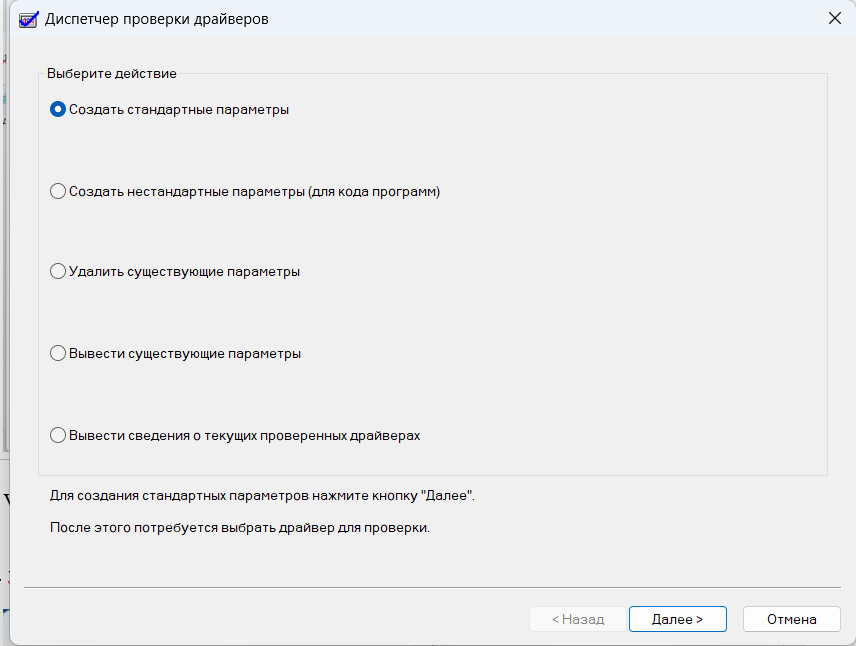 Диспетчер проверки драйверов
Выберите действие
Создать стандартные параметры
Создать нестандартные параметры (для кода программ)
Удалить существующие параметры
Вывести существующие параметры
Вывести сведения о текущих проверенных драйверах
Для создания стандартных параметров нажмите кнопку "Далее".
После этого потребуется выбрать драйвер для проверки.
< Назад
Далее >
Отмена